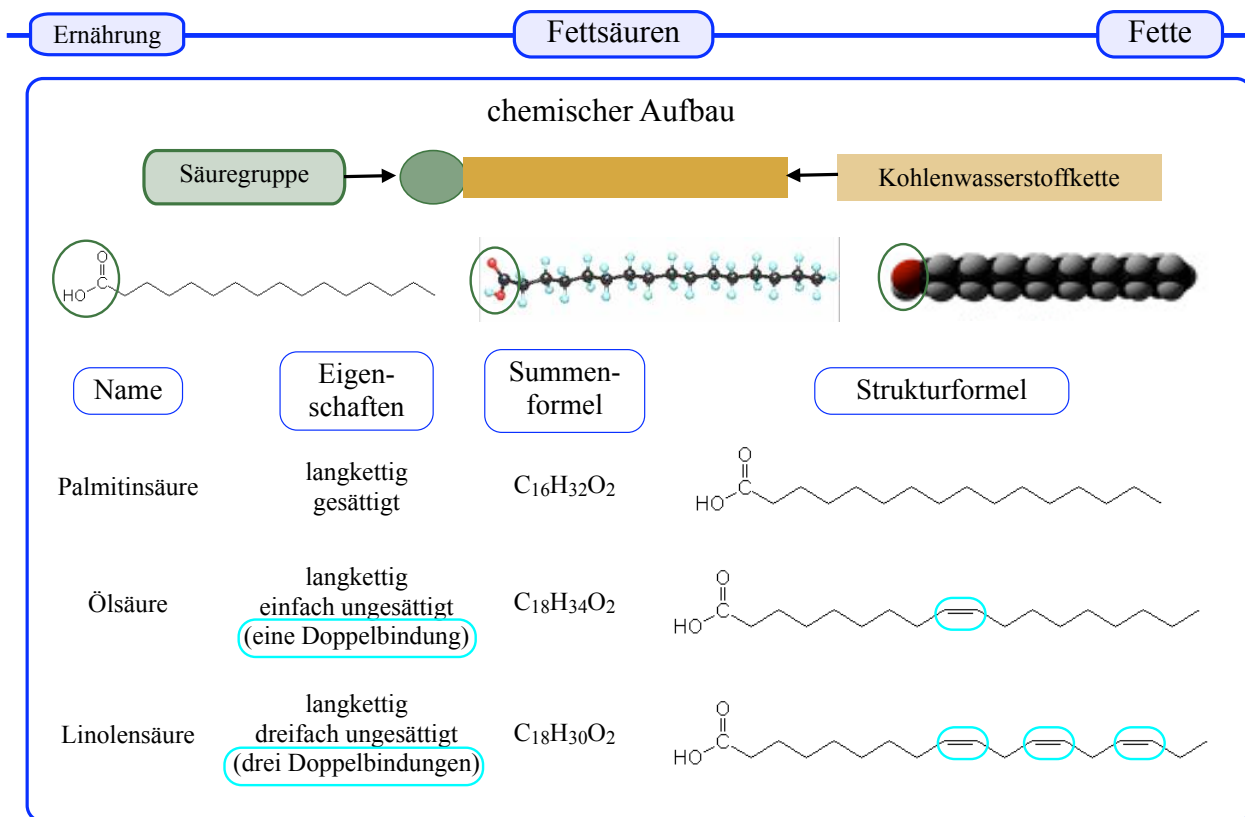 Ernährung
Fettsäuren
Fette
chemischer Aufbau
Säuregruppe
Kohlenwasserstoffkette
O
C
HO
Name
Eigen-
schaften
Summen-
formel
Strukturformel
Palmitinsäure
langkettig
gesättigt
C₁₆H₃₂O₂
O
C
HO
Ölsäure
langkettig
einfach ungesättigt
(eine Doppelbindung)
C₁₈H₃₄O₂
O
C
HO
Linolensäure
langkettig
dreifach ungesättigt
(drei Doppelbindungen)
C₁₈H₃₀O₂
O
C
HO